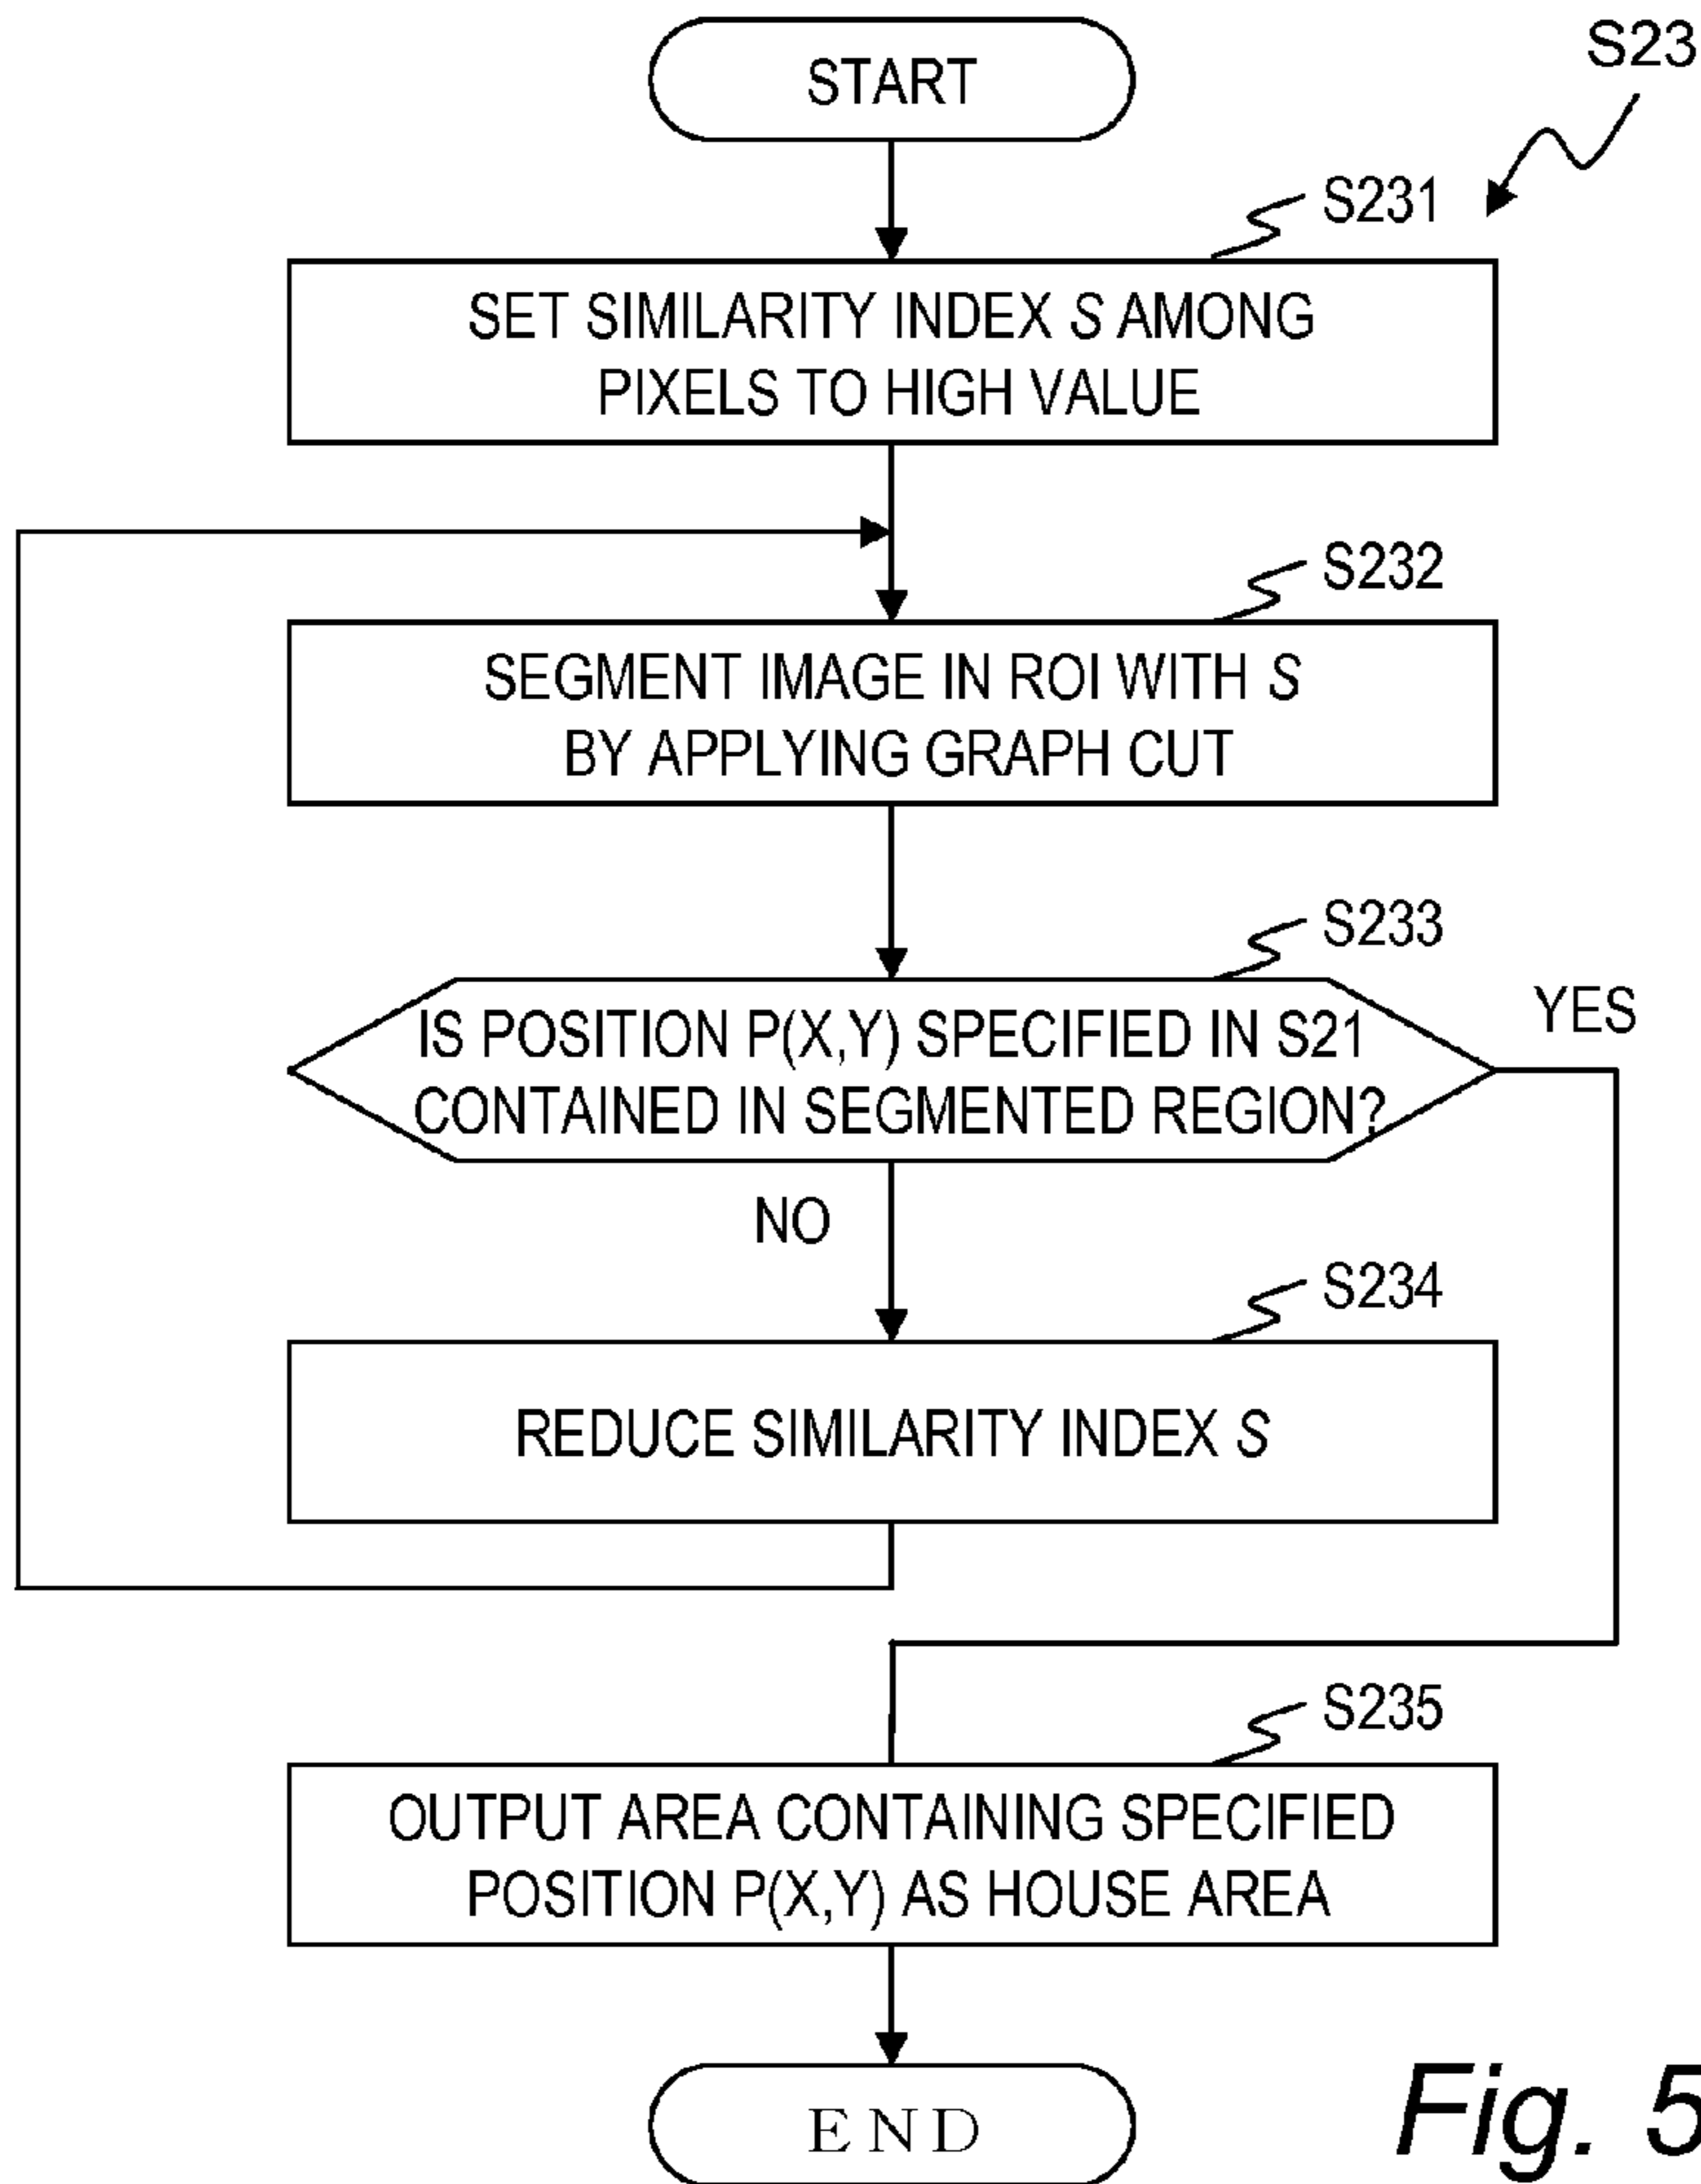 START
S23
S231
SET SIMILARITY INDEX S AMONG
PIXELS TO HIGH VALUE
S232
SEGMENT IMAGE IN ROI WITH S
BY APPLYING GRAPH CUT
S233
IS POSITION P(X,Y) SPECIFIED IN S21
CONTAINED IN SEGMENTED REGION?
YES
NO
S234
REDUCE SIMILARITY INDEX S
S235
OUTPUT AREA CONTAINING SPECIFIED
POSITION P(X,Y) AS HOUSE AREA
END
Fig. 5